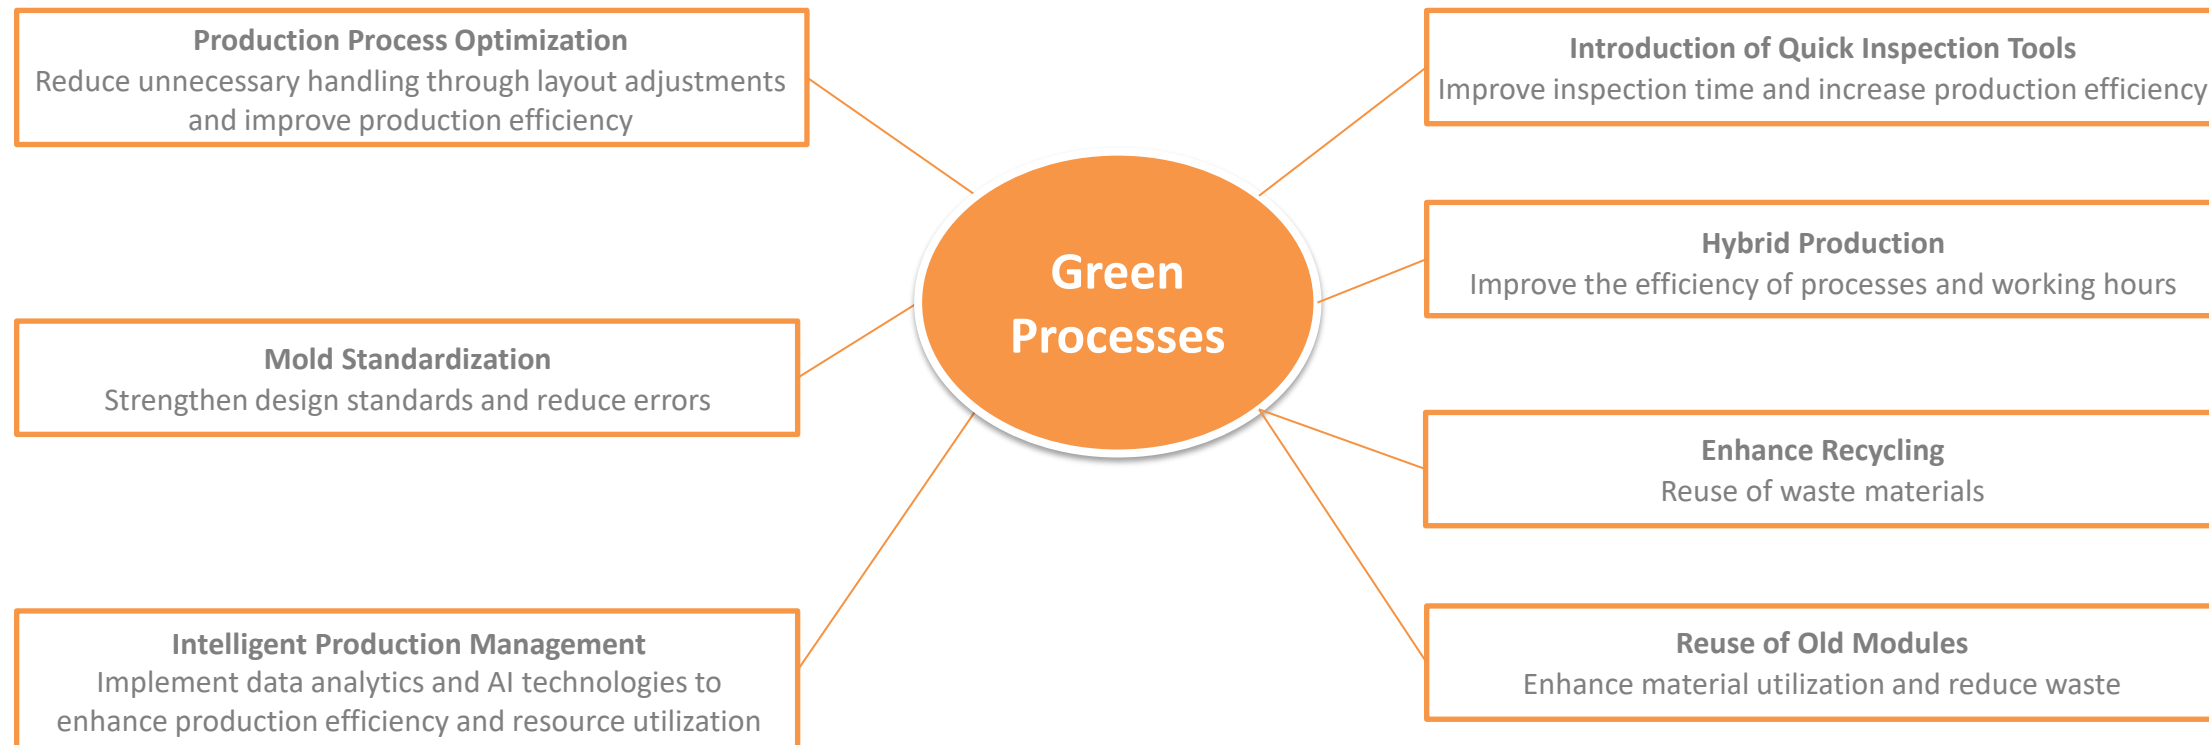 Production Process Optimization
Reduce unnecessary handling through layout adjustments
and improve production efficiency
Mold Standardization
Strengthen design standards and reduce errors
Intelligent Production Management
Implement data analytics and AI technologies to
enhance production efficiency and resource utilization
Green
Processes
Introduction of Quick Inspection Tools
Improve inspection time and increase production efficiency
Hybrid Production
Improve the efficiency of processes and working hours
Enhance Recycling
Reuse of waste materials
Reuse of Old Modules
Enhance material utilization and reduce waste